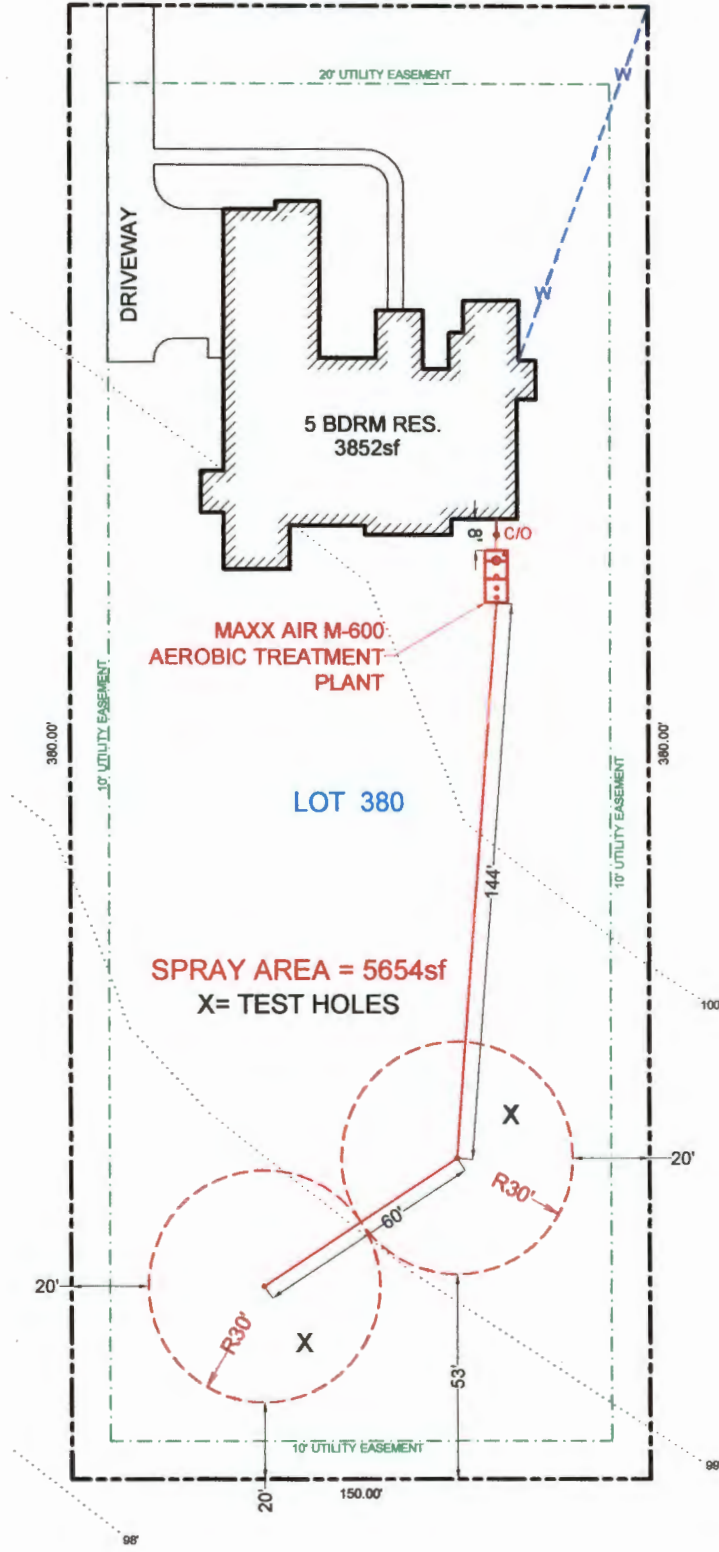 W
20' UTILITY EASEMENT
W
DRIVEWAY
5 BDRM RES.
3852sf
8'
C/O
MAXX AIR M-600
AEROBIC TREATMENT
PLANT
10' UTILITY EASEMENT
380.00'
380.00'
10' UTILITY EASEMENT
LOT 380
144'
SPRAY AREA = 5654sf
X= TEST HOLES
100
X
R30'
20'
60'
20'
R30'
X
53'
10' UTILITY EASEMENT
99
20'
150.00'
98'